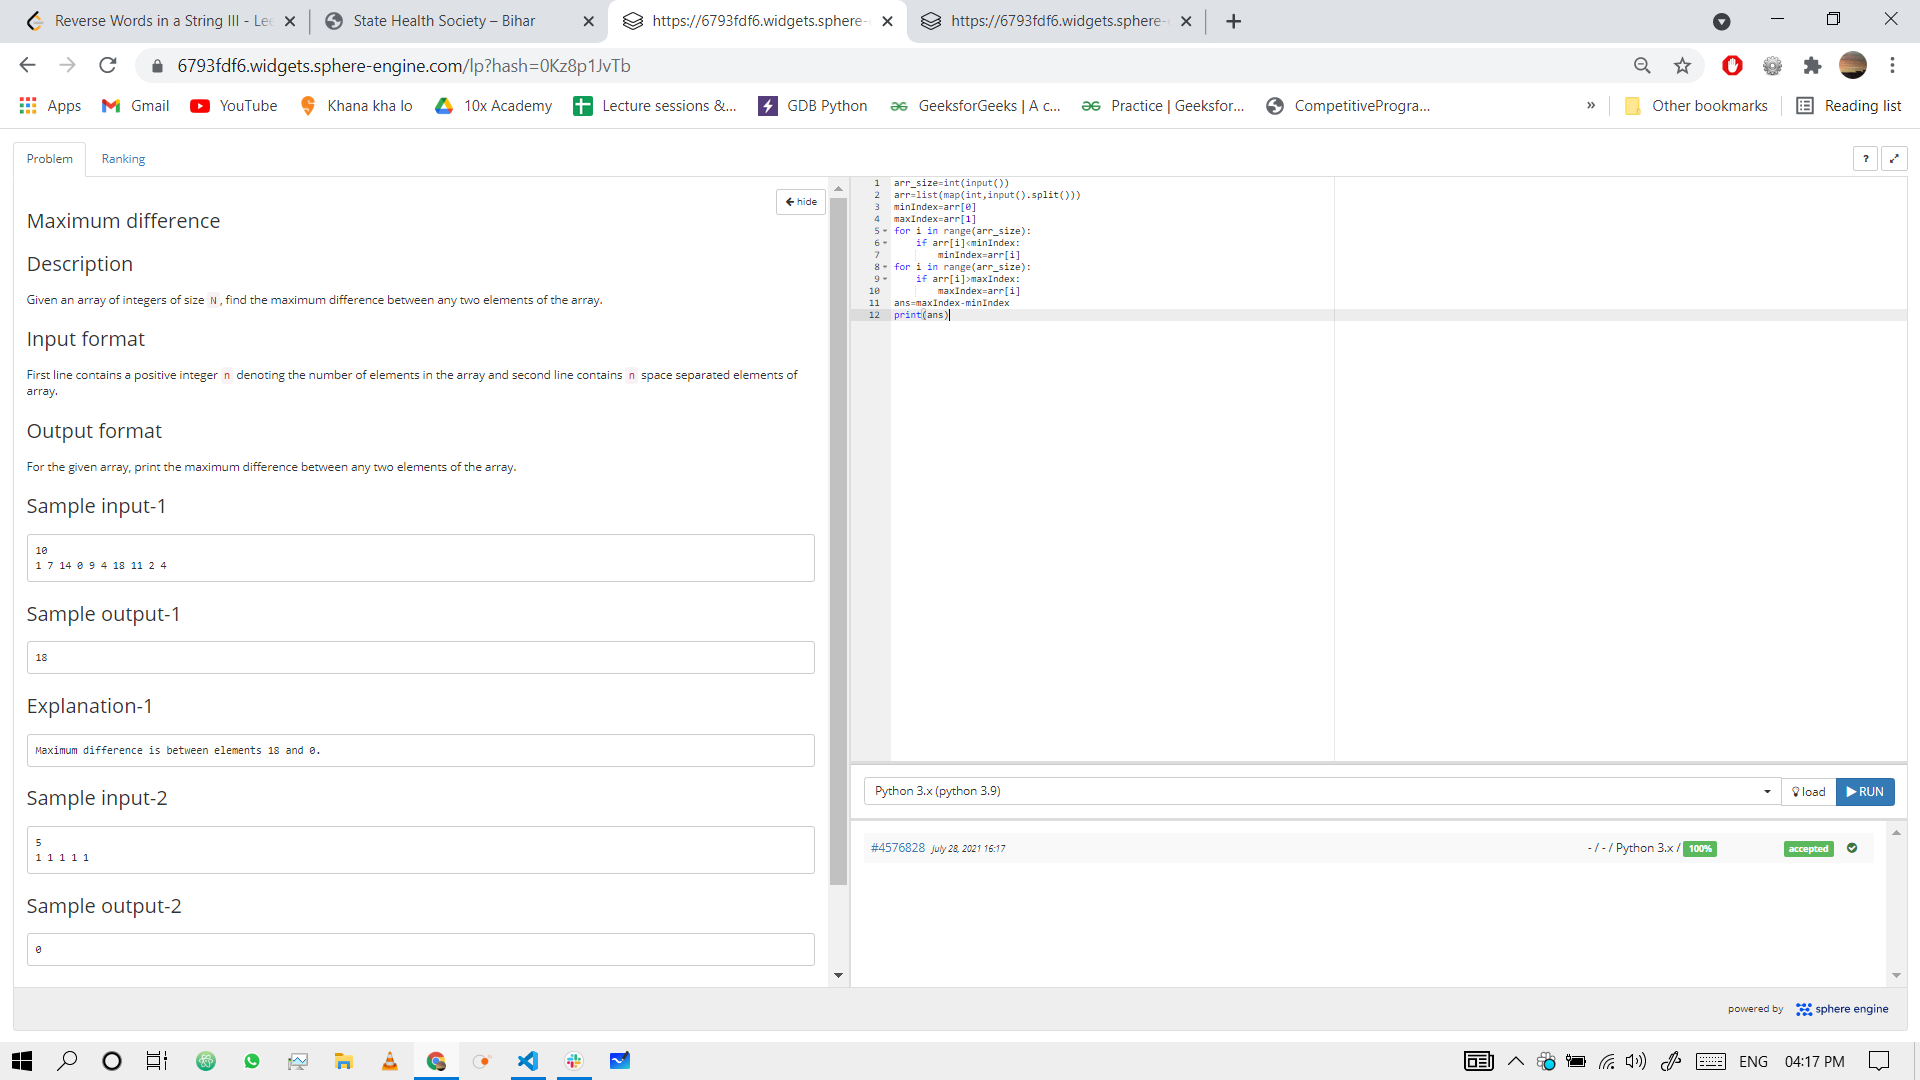 Reverse Words in a String III - Lee
State Health Society – Bihar
https://6793fdf6.widgets.sphere-e
https://6793fdf6.widgets.sphere-e
6793fdf6.widgets.sphere-engine.com/lp?hash=0Kz8p1JvTb
Apps
Gmail
YouTube
Khana kha lo
10x Academy
Lecture sessions &...
GDB Python
GeeksforGeeks | A c...
Practice | Geeksfor...
CompetitiveProgra...
»
Other bookmarks
Reading list
Problem
Ranking
?
hide
Maximum difference
Description
Given an array of integers of size N , find the maximum difference between any two elements of the array.
Input format
First line contains a positive integer n denoting the number of elements in the array and second line contains n space separated elements of
array.
Output format
For the given array, print the maximum difference between any two elements of the array.
Sample input-1
10
1 7 14 0 9 4 18 11 2 4
Sample output-1
18
Explanation-1
Maximum difference is between elements 18 and 0.
Sample input-2
5
1 1 1 1 1
Sample output-2
0
1 arr_size=int(input())
2 arr=list(map(int,input().split()))
3 minIndex=arr[0]
4 maxIndex=arr[1]
5 for i in range(arr_size):
6 if arr[i]<minIndex:
7 minIndex=arr[i]
8 for i in range(arr_size):
9 if arr[i]>maxIndex:
10 maxIndex=arr[i]
11 ans=maxIndex-minIndex
12 print(ans)
Python 3.x (python 3.9)
load
RUN
#4576828 July 28, 2021 16:17
- / - / Python 3.x / 100%
accepted
powered by sphere engine
ENG
04:17 PM